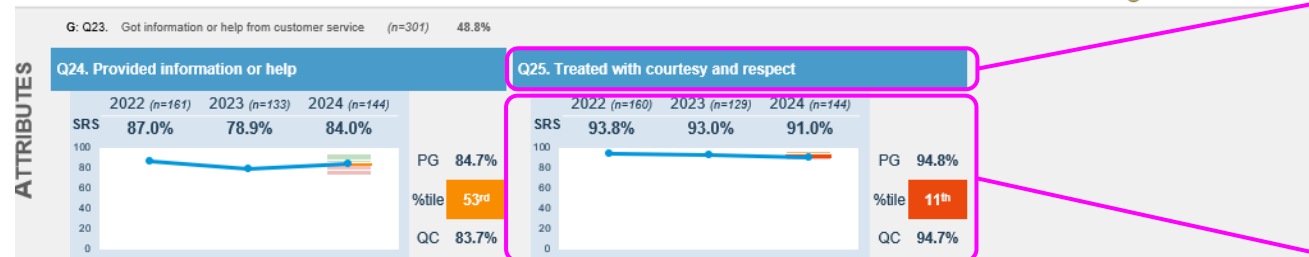 G: Q23. Got information or help from customer service (n=301) 48.8%
ATTRIBUTES
Q24. Provided information or help
2022 (n=161) 2023 (n=133) 2024 (n=144)
SRS 87.0% 78.9% 84.0%
100
80
60
40
20
0
PG 84.7%
%tile 53rd
QC 83.7%
Q25. Treated with courtesy and respect
2022 (n=160) 2023 (n=129) 2024 (n=144)
SRS 93.8% 93.0% 91.0%
100
80
60
40
20
0
PG 94.8%
%tile 11th
QC 94.7%